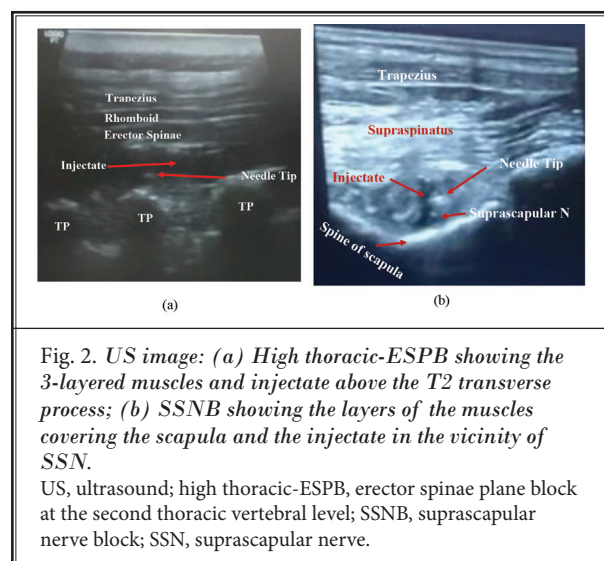 LOGIQ
Trapezius
Rhomboid
Erector Spinae
Injectate
Needle Tip
TP
TP
TP
(a)
Trapezius
Supraspinatus
Needle Tip
Injectate
Suprascapular N
Spine of scapula
(b)
Fig. 2. US image: (a) High thoracic-ESPB showing the
3-layered muscles and injectate above the T2 transverse
process; (b) SSNB showing the layers of the muscles
covering the scapula and the injectate in the vicinity of
SSN.
US, ultrasound; high thoracic-ESPB, erector spinae plane block
at the second thoracic vertebral level; SSNB, suprascapular
nerve block; SSN, suprascapular nerve.